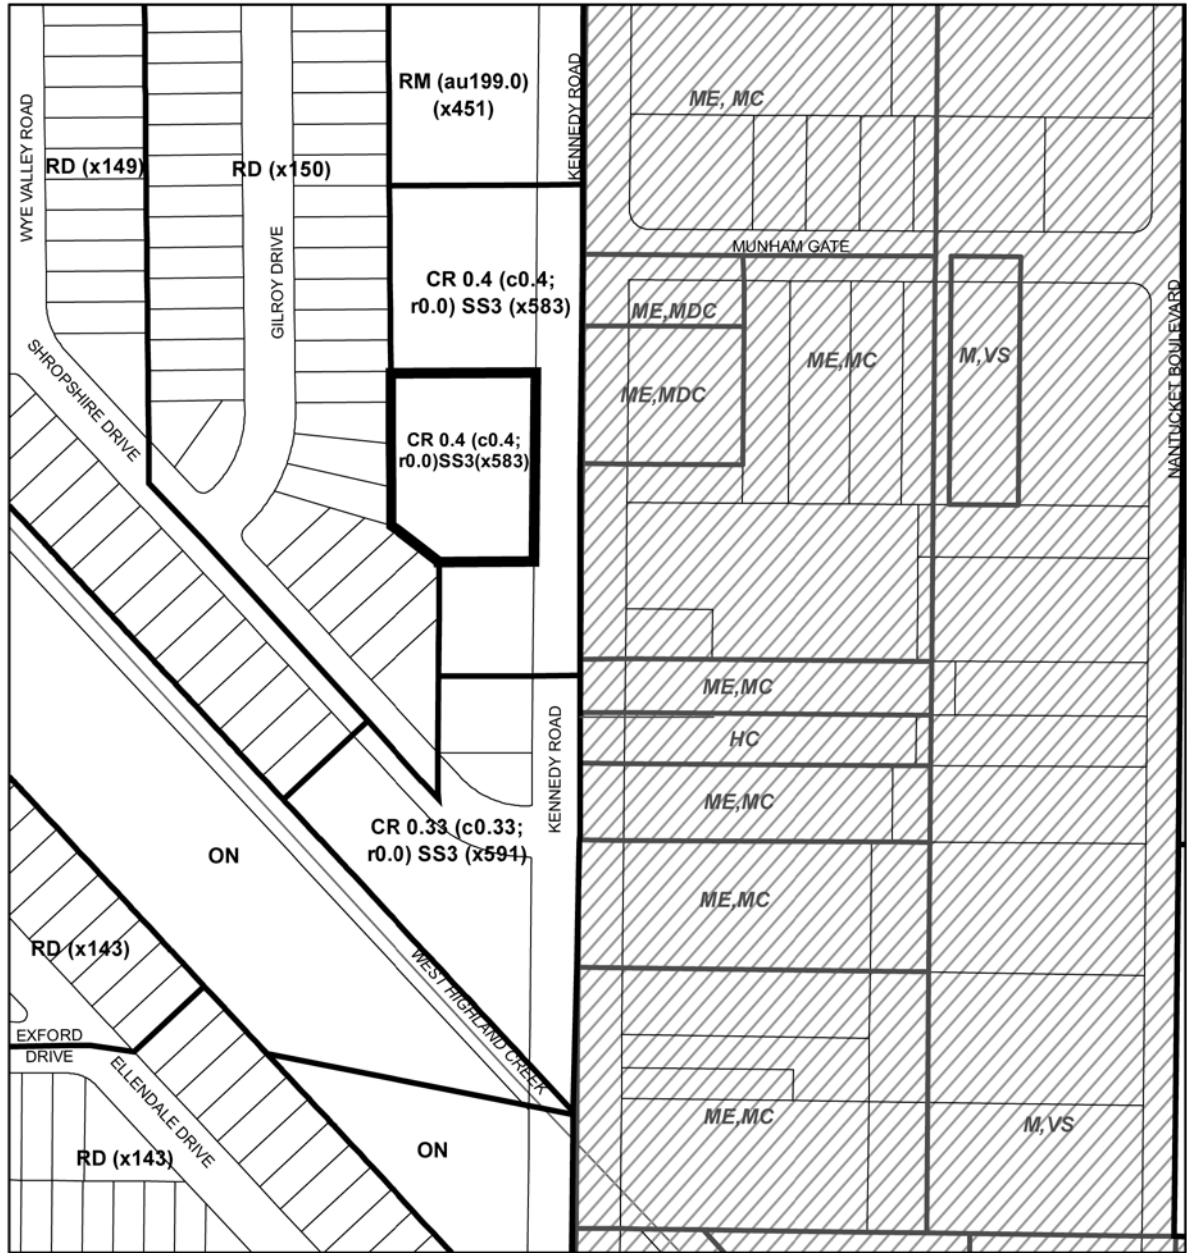 RM (au199.0)
(x451)
KENNEDY ROAD
ME, MC
WYE VALLEY ROAD
RD (x149)
RD (x150)
GILROY DRIVE
MUNHAM GATE
CR 0.4 (c0.4;
r0.0) SS3 (x583)
ME,MDC
ME,MC
M,VS
NANTUCKET BOULEVARD
SHROPSHIRE DRIVE
ME,MDC
CR 0.4 (c0.4;
r0.0)SS3(x583)
ME,MC
HC
KENNEDY ROAD
ME,MC
CR 0.33 (c0.33;
r0.0) SS3 (x591)
ON
ME,MC
RD (x143)
WEST HIGHLAND CREEK
EXFORD
DRIVE
ELLENDALE DRIVE
ME,MC
M,VS
RD (x143)
ON